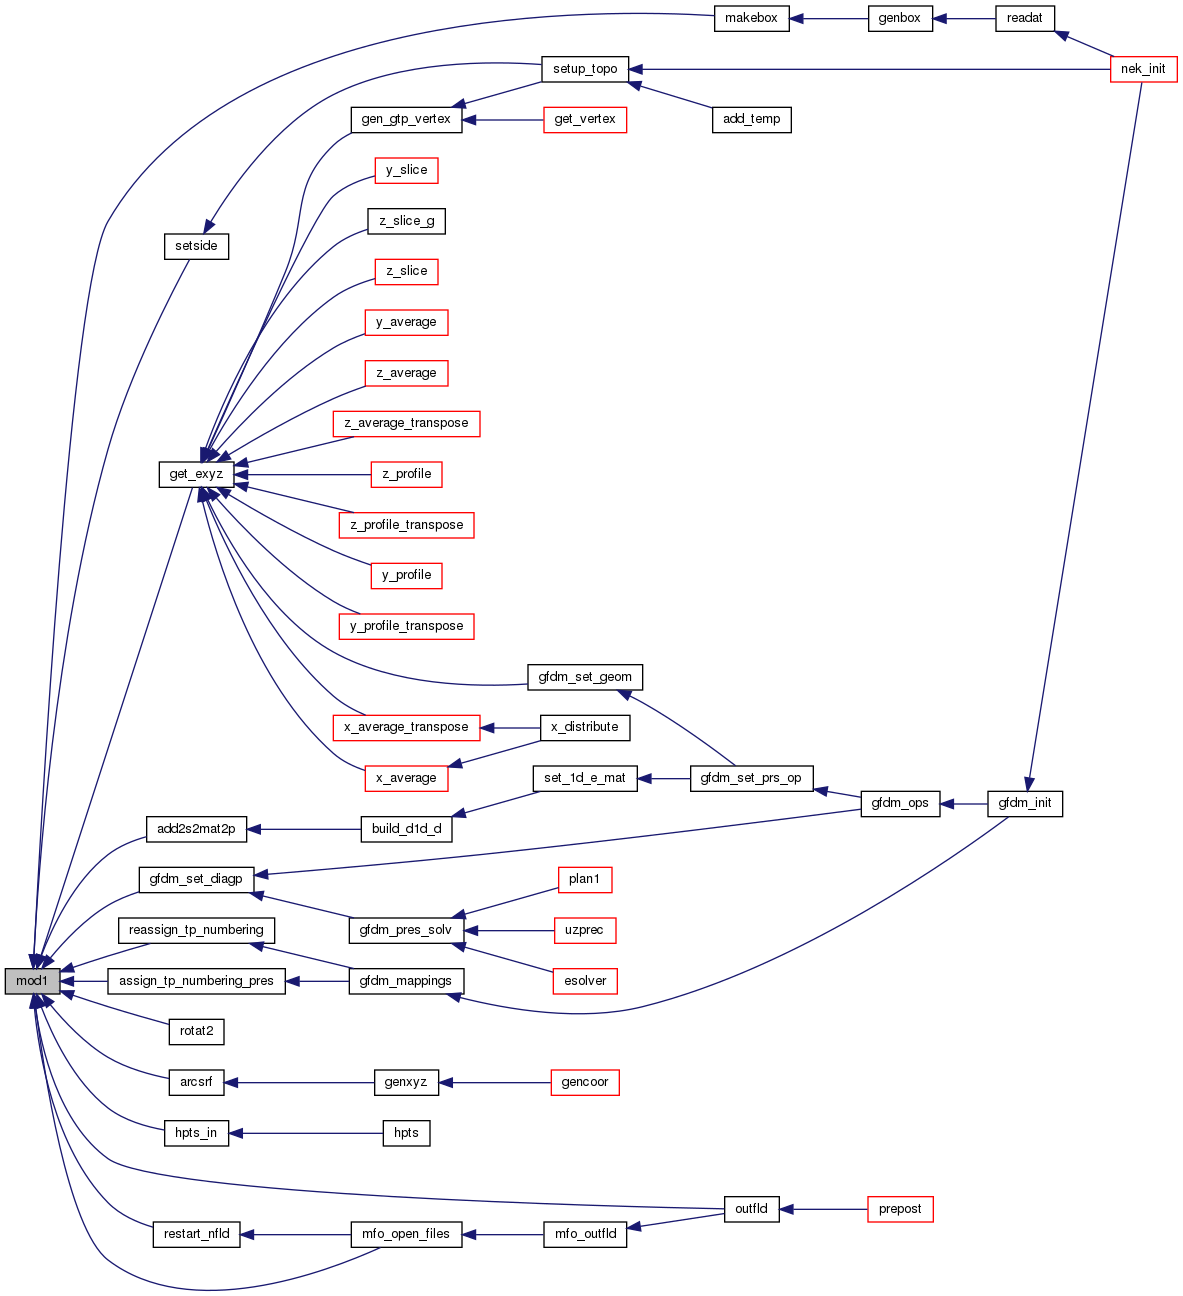 makebox
genbox
readat
setup_topo
nek_init
gen_gtp_vertex
get_vertex
add_temp
y_slice
z_slice_g
setside
z_slice
y_average
z_average
z_average_transpose
get_exyz
z_profile
z_profile_transpose
y_profile
y_profile_transpose
gfdm_set_geom
x_average_transpose
x_distribute
x_average
set_1d_e_mat
gfdm_set_prs_op
gfdm_ops
gfdm_init
add2s2mat2p
build_d1d_d
gfdm_set_diagp
plan1
reassign_tp_numbering
gfdm_pres_solv
uzprec
mod1
assign_tp_numbering_pres
gfdm_mappings
esolver
rotat2
arcsrf
genxyz
gencoor
hpts_in
hpts
outfld
prepost
restart_nfld
mfo_open_files
mfo_outfld